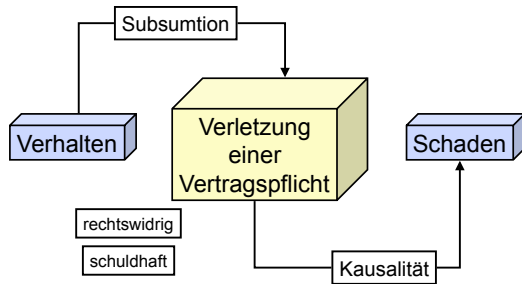 Subsumtion
Verhalten
Verletzung
einer
Vertragspflicht
Schaden
rechtswidrig
schuldhaft
Kausalität